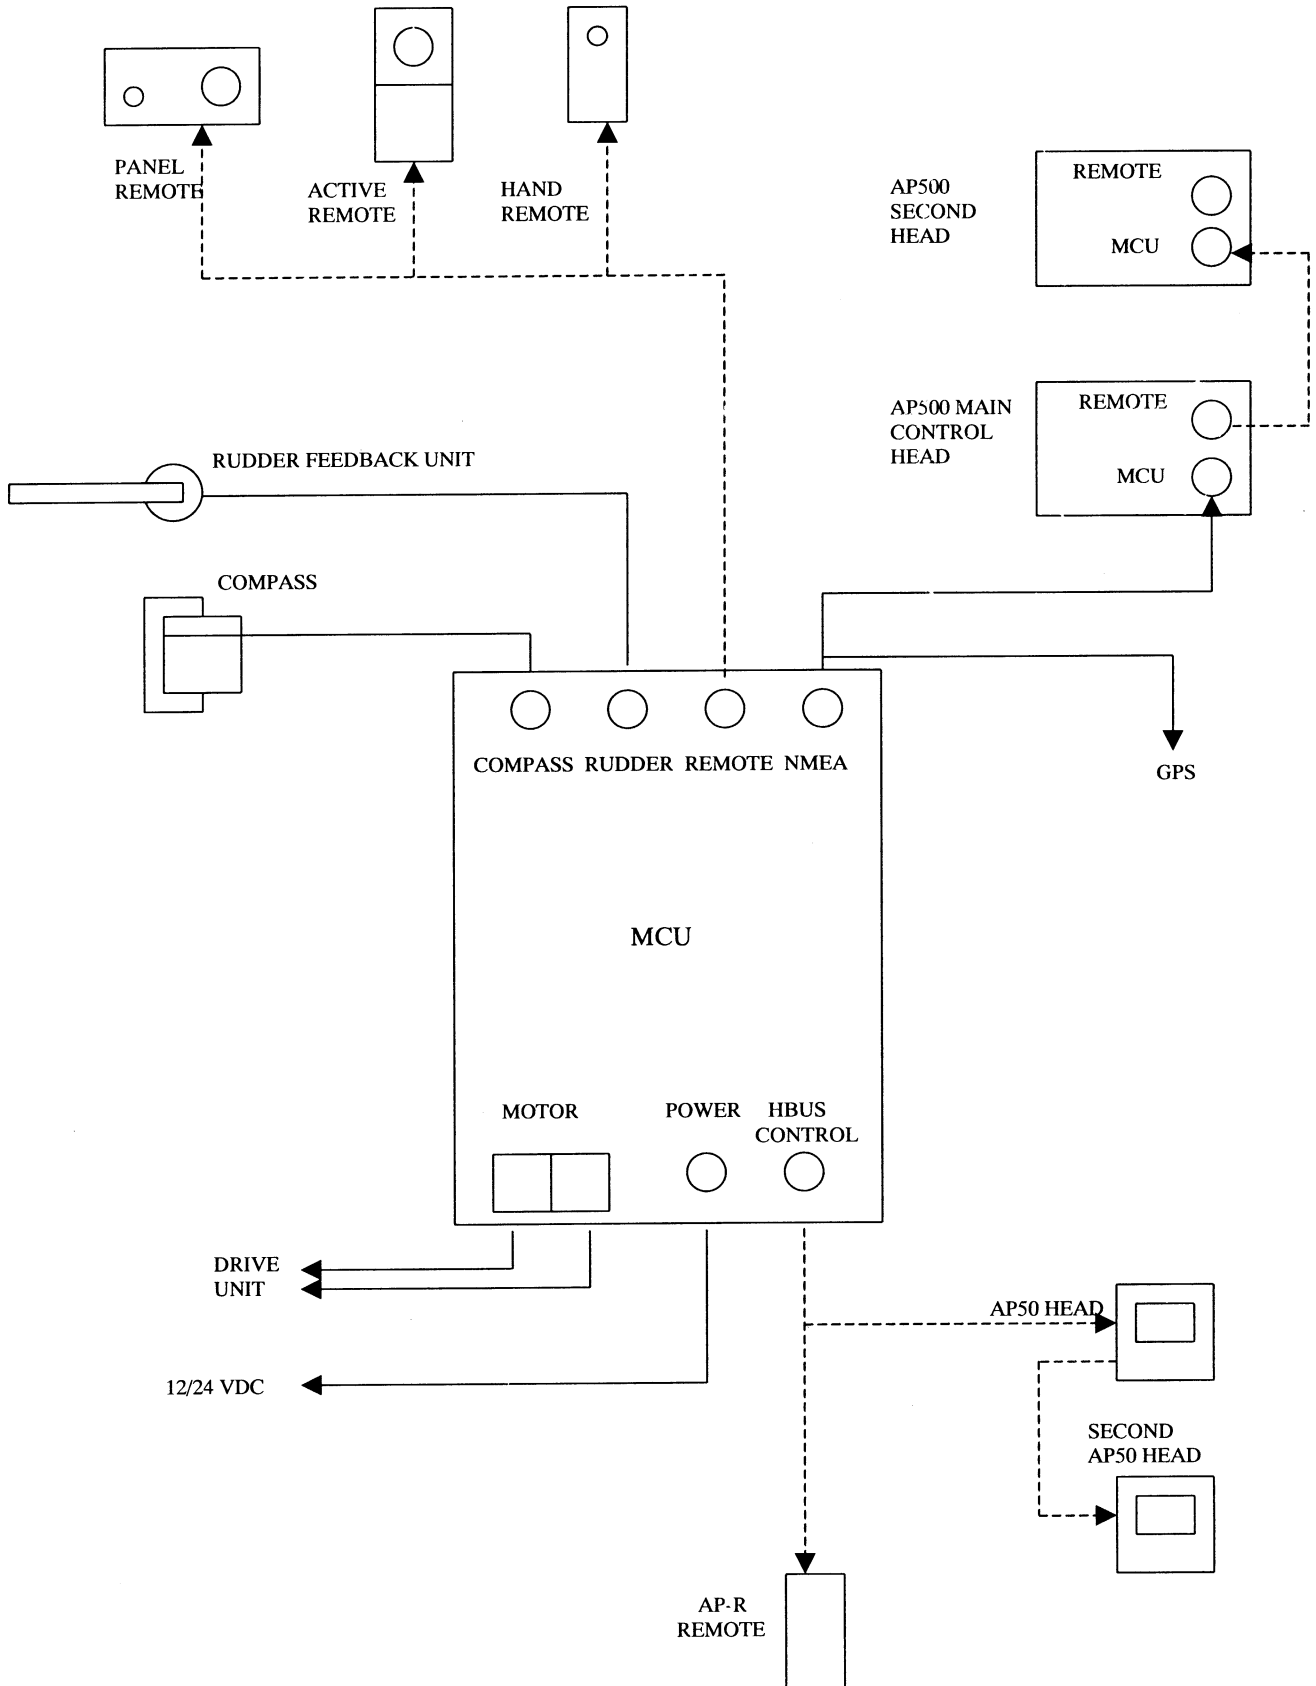 PANEL
REMOTE
ACTIVE
REMOTE
HAND
REMOTE
AP500
SECOND
HEAD
REMOTE
MCU
AP500 MAIN
CONTROL
HEAD
REMOTE
MCU
RUDDER FEEDBACK UNIT
COMPASS
COMPASS RUDDER REMOTE NMEA
GPS
MCU
MOTOR
POWER
HBUS
CONTROL
DRIVE
UNIT
12/24 VDC
AP50 HEAD
SECOND
AP50 HEAD
AP-R
REMOTE